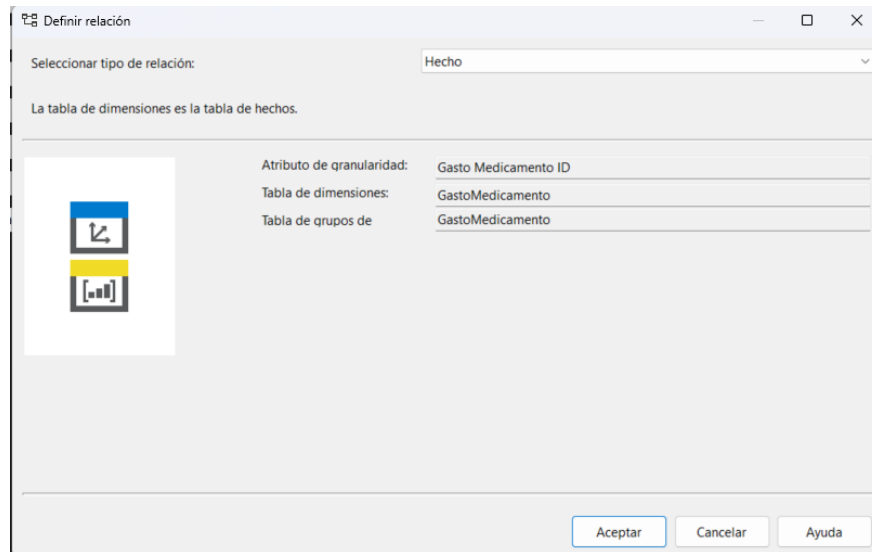 Definir relación
Seleccionar tipo de relación: Hecho
La tabla de dimensiones es la tabla de hechos.
Atributo de granularidad: Gasto Medicamento ID
Tabla de dimensiones: GastoMedicamento
Tabla de grupos de GastoMedicamento
Aceptar Cancelar Ayuda